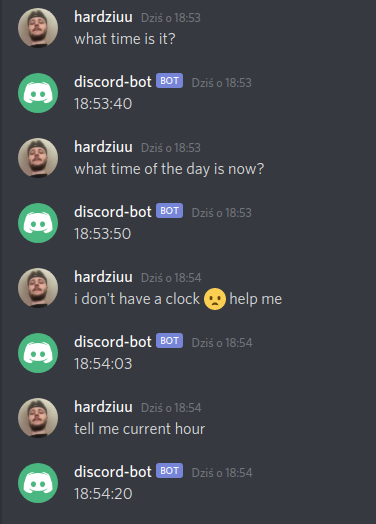 hardziuu Dziś o 18:53
what time is it?
discord-bot BOT Dziś o 18:53
18:53:40
hardziuu Dziś o 18:53
what time of the day is now?
discord-bot BOT Dziś o 18:53
18:53:50
hardziuu Dziś o 18:54
i don't have a clock 😦 help me
discord-bot BOT Dziś o 18:54
18:54:03
hardziuu Dziś o 18:54
tell me current hour
discord-bot BOT Dziś o 18:54
18:54:20